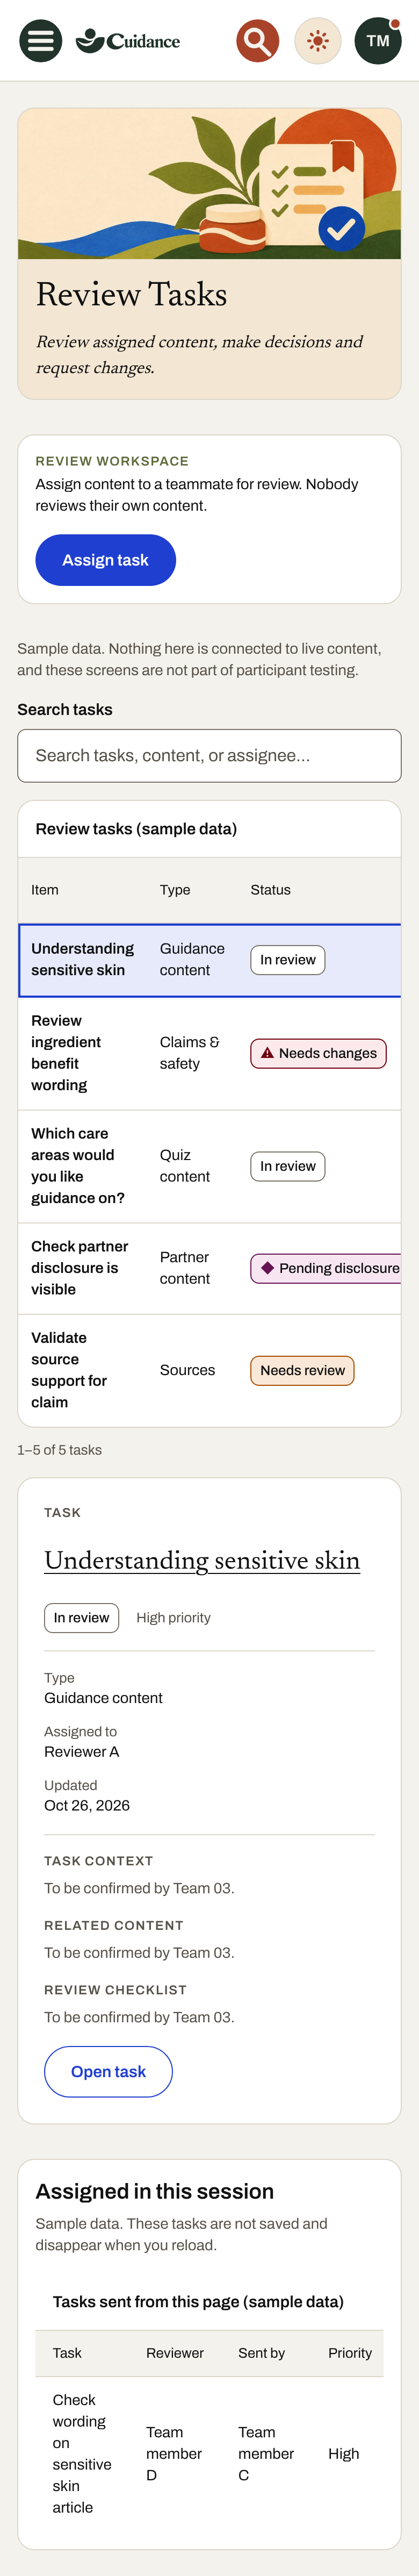 Cuidance
TM
Review Tasks
Review assigned content, make decisions and
request changes.
REVIEW WORKSPACE
Assign content to a teammate for review. Nobody
reviews their own content.
Assign task
Sample data. Nothing here is connected to live content,
and these screens are not part of participant testing.
Search tasks
Search tasks, content, or assignee...
Review tasks (sample data)
Item Type Status
Understanding
sensitive skin
Guidance
content
In review
Review
ingredient
benefit
wording
Claims &
safety
Needs changes
Which care
areas would
you like
guidance on?
Quiz
content
In review
Check partner
disclosure is
visible
Partner
content
Pending disclosure
Validate
source
support for
claim
Sources
Needs review
1–5 of 5 tasks
TASK
Understanding sensitive skin
In review High priority
Type
Guidance content
Assigned to
Reviewer A
Updated
Oct 26, 2026
TASK CONTEXT
To be confirmed by Team 03.
RELATED CONTENT
To be confirmed by Team 03.
REVIEW CHECKLIST
To be confirmed by Team 03.
Open task
Assigned in this session
Sample data. These tasks are not saved and
disappear when you reload.
Tasks sent from this page (sample data)
Task Reviewer Sent by Priority
Check
wording
on
sensitive
skin
article
Team
member
D
Team
member
C
High